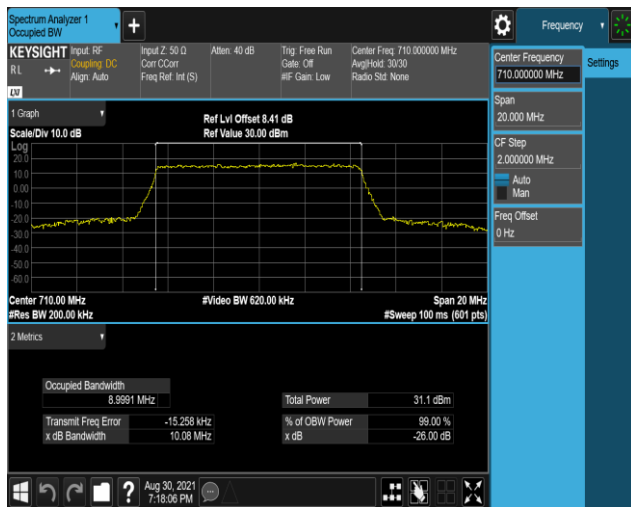 Spectrum Analyzer 1
Occupied BW
+
Frequency
KEYSIGHT
RL
LXI
Input: RF
Coupling: DC
Align: Auto
Input Z: 50 Ω
Corr CCorr
Freq Ref: Int (S)
Atten: 40 dB
Trig: Free Run
Gate: Off
#IF Gain: Low
Center Freq: 710.000000 MHz
Avg|Hold: 30/30
Radio Std: None
Center Frequency
710.000000 MHz
Settings
Span
20.000 MHz
CF Step
2.000000 MHz
Auto
Man
Freq Offset
0 Hz
1 Graph
Scale/Div 10.0 dB
Ref Lvl Offset 8.41 dB
Ref Value 30.00 dBm
Log
20.0
10.0
0.00
-10.0
-20.0
-30.0
-40.0
-50.0
-60.0
Center 710.00 MHz
#Video BW 620.00 kHz
Span 20 MHz
#Res BW 200.00 kHz
#Sweep 100 ms (601 pts)
2 Metrics
Occupied Bandwidth
8.9991 MHz
Total Power 31.1 dBm
Transmit Freq Error -15.258 kHz
% of OBW Power 99.00 %
x dB Bandwidth 10.08 MHz
x dB -26.00 dB
?
Aug 30, 2021
7:18:06 PM